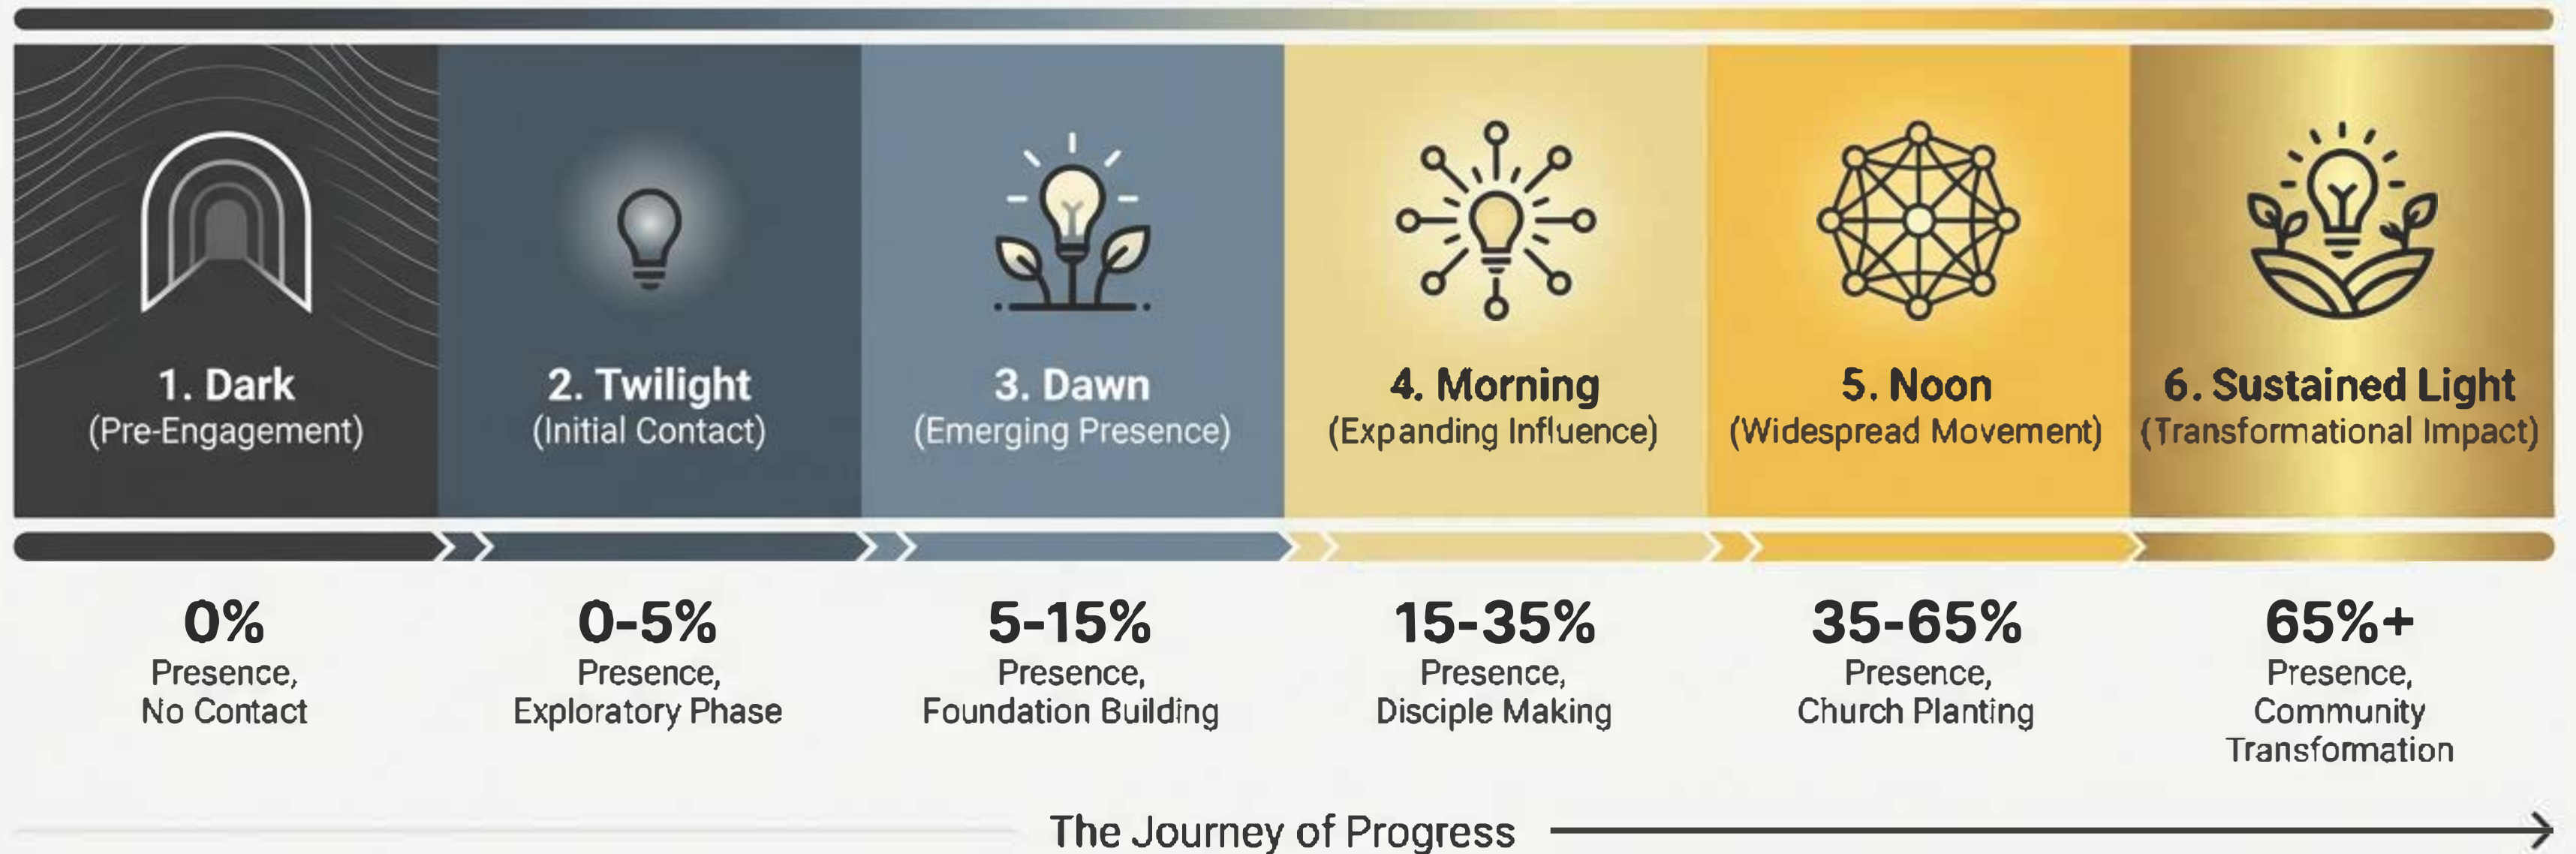 1. Dark
(Pre-Engagement)
2. Twilight
(Initial Contact)
3. Dawn
(Emerging Presence)
4. Morning
(Expanding Influence)
5. Noon
(Widespread Movement)
6. Sustained Light
(Transformational Impact)
0%
Presence,
No Contact
0-5%
Presence,
Exploratory Phase
5-15%
Presence,
Foundation Building
15-35%
Presence,
Disciple Making
35-65%
Presence,
Church Planting
65%+
Presence,
Community
Transformation
The Journey of Progress